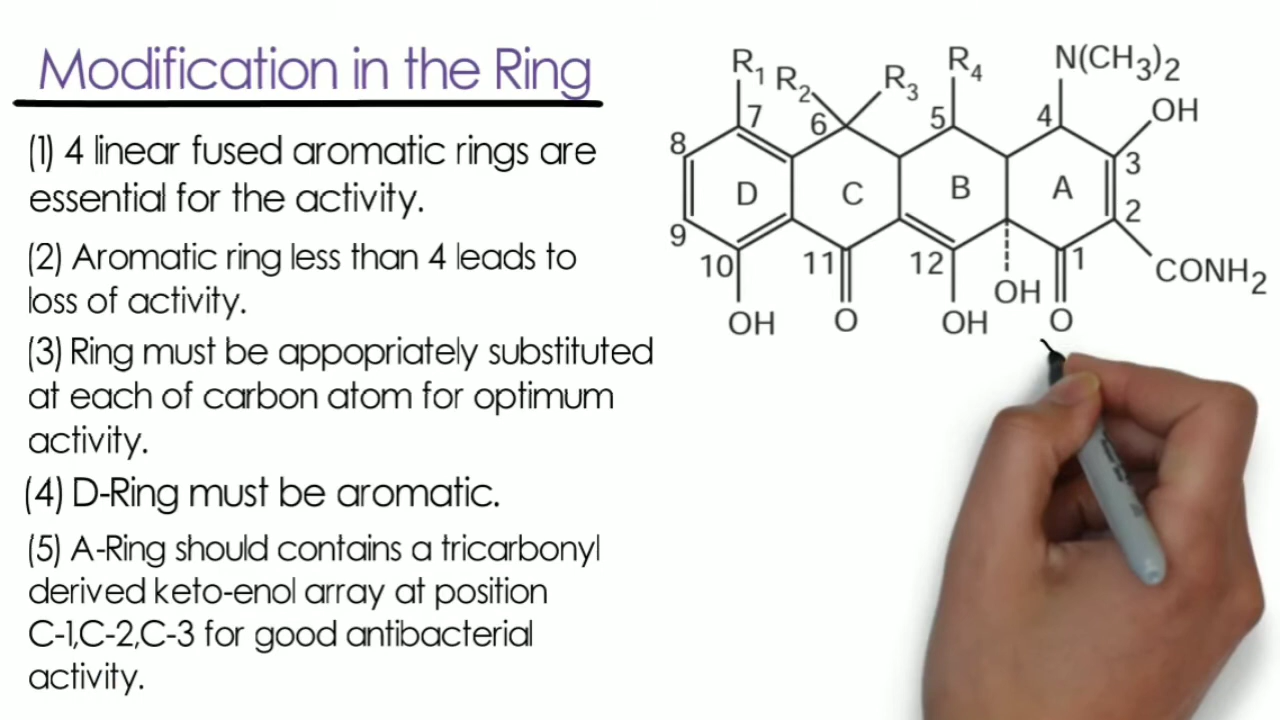 Modification in the Ring
(1) 4 linear fused aromatic rings are
essential for the activity.
(2) Aromatic ring less than 4 leads to
loss of activity.
(3) Ring must be appopriately substituted
at each of carbon atom for optimum
activity.
(4) D-Ring must be aromatic.
(5) A-Ring should contains a tricarbonyl
derived keto-enol array at position
C-1,C-2,C-3 for good antibacterial
activity.
R1 R2 R3 R4 N(CH3)2
7 6 5 4 OH
8 3
D C B A
9 2
10 11 12 1 CONH2
OH
OH O OH O